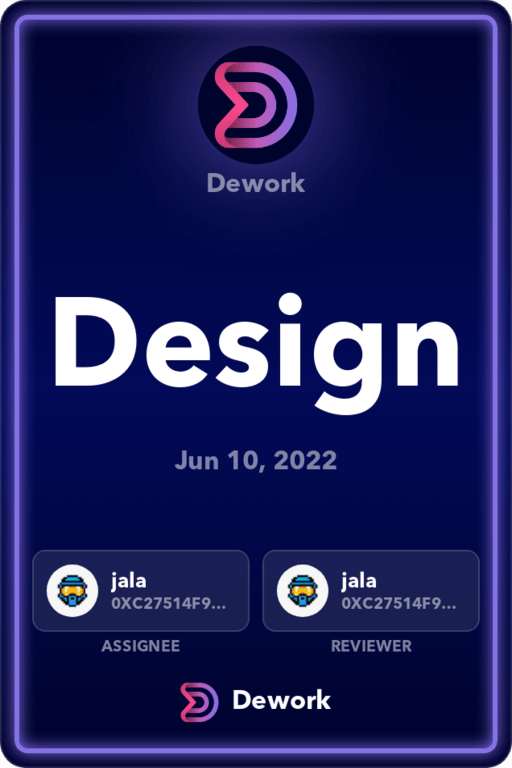 Dework
Design
Jun 10, 2022
jala
0XC27514F9...
ASSIGNEE
jala
0XC27514F9...
REVIEWER
Dework